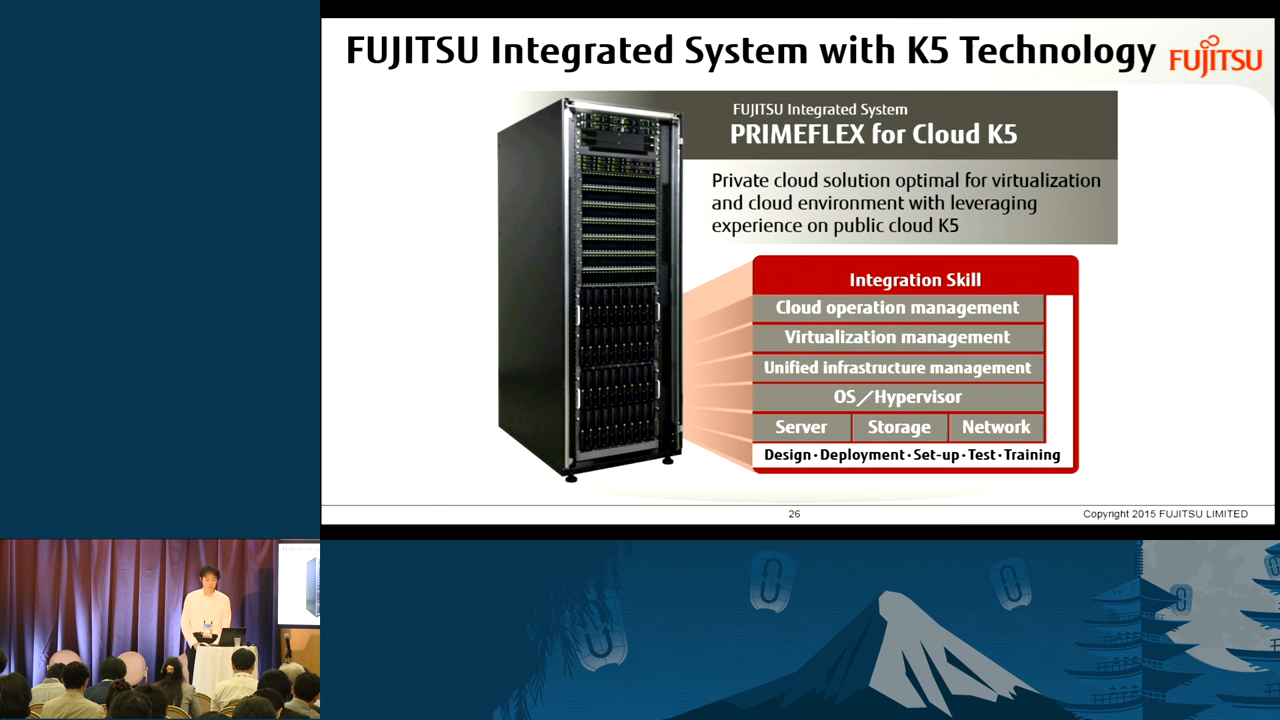 FUJITSU Integrated System with K5 Technology
FUJITSU
FUJITSU Integrated System
PRIMEFLEX for Cloud K5
Private cloud solution optimal for virtualization
and cloud environment with leveraging
experience on public cloud K5
Integration Skill
Cloud operation management
Virtualization management
Unified infrastructure management
OS／Hypervisor
Server Storage Network
Design・Deployment・Set-up・Test・Training
26
Copyright 2015 FUJITSU LIMITED